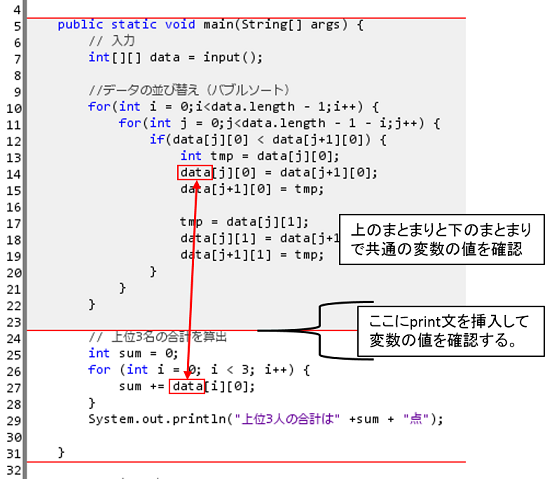 4
5 public static void main(String[] args) {
6 // 入力
7 int[][] data = input();
8
9 //データの並び替え（バブルソート）
10 for(int i = 0;i<data.length - 1;i++) {
11 for(int j = 0;j<data.length - 1 - i;j++) {
12 if(data[j][0] < data[j+1][0]) {
13 int tmp = data[j][0];
14 data[j][0] = data[j+1][0];
15 data[j+1][0] = tmp;
16
17 tmp = data[j][1];
18 data[j][1] = data[j+1
19 data[j+1][1] = tmp;
20 }
21 }
22 }
23
24 // 上位3名の合計を算出
25 int sum = 0;
26 for (int i = 0; i < 3; i++) {
27 sum += data[i][0];
28 }
29 System.out.println("上位3人の合計は" +sum + "点");
30
31 }
32
上のまとまりと下のまとまり
で共通の変数の値を確認
ここにprint文を挿入して
変数の値を確認する。